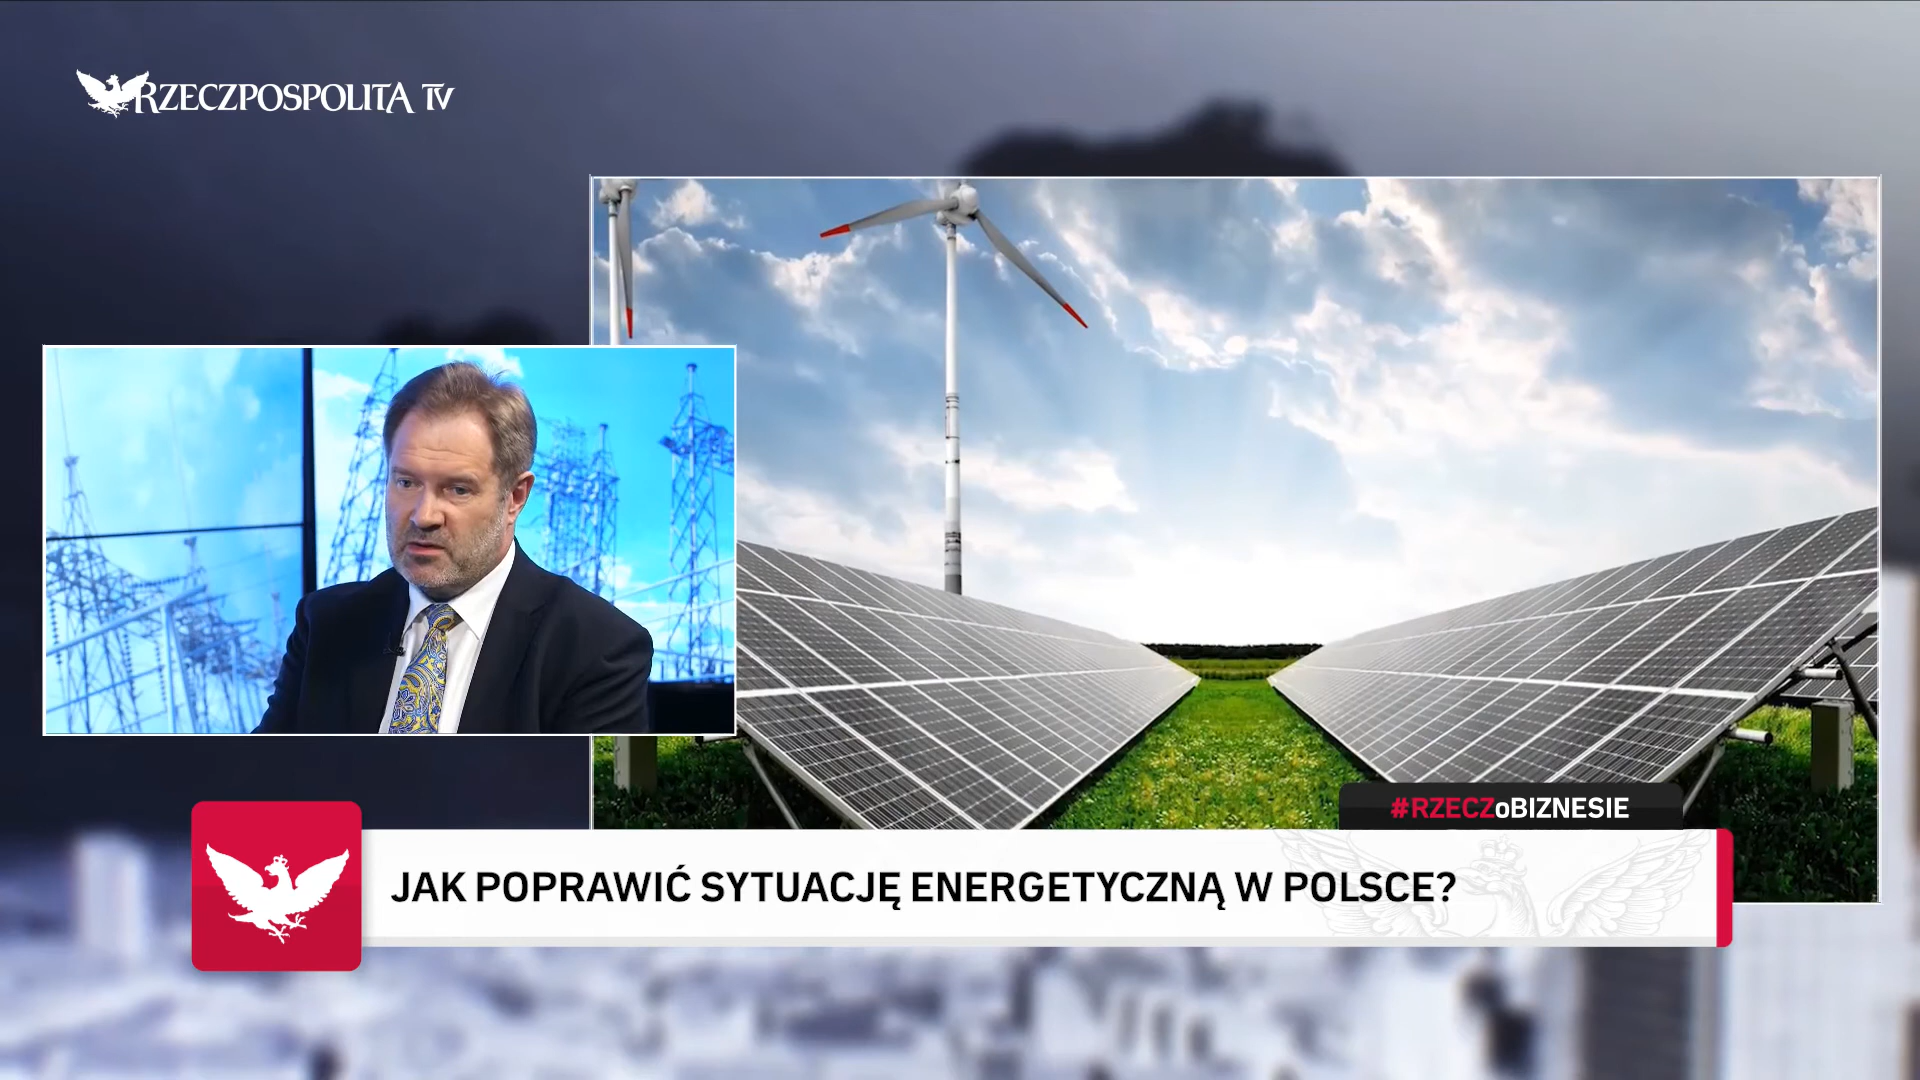 RZECZPOSPOLITA TV
#RZECZoBIZNESIE
JAK POPRAWIĆ SYTUACJĘ ENERGETYCZNĄ W POLSCE?